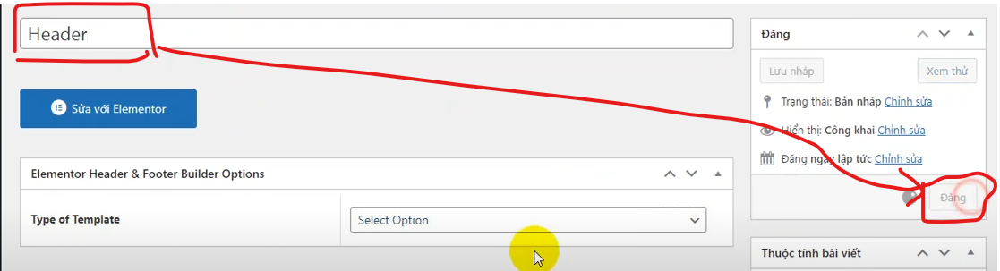 Header
Sửa với Elementor
Elementor Header & Footer Builder Options
Type of Template
Select Option
Đăng
Lưu nháp
Xem thử
Trạng thái: Bản nháp Chỉnh sửa
Hiển thị: Công khai Chỉnh sửa
Đăng ngay lập tức Chỉnh sửa
Đăng
Thuộc tính bài viết